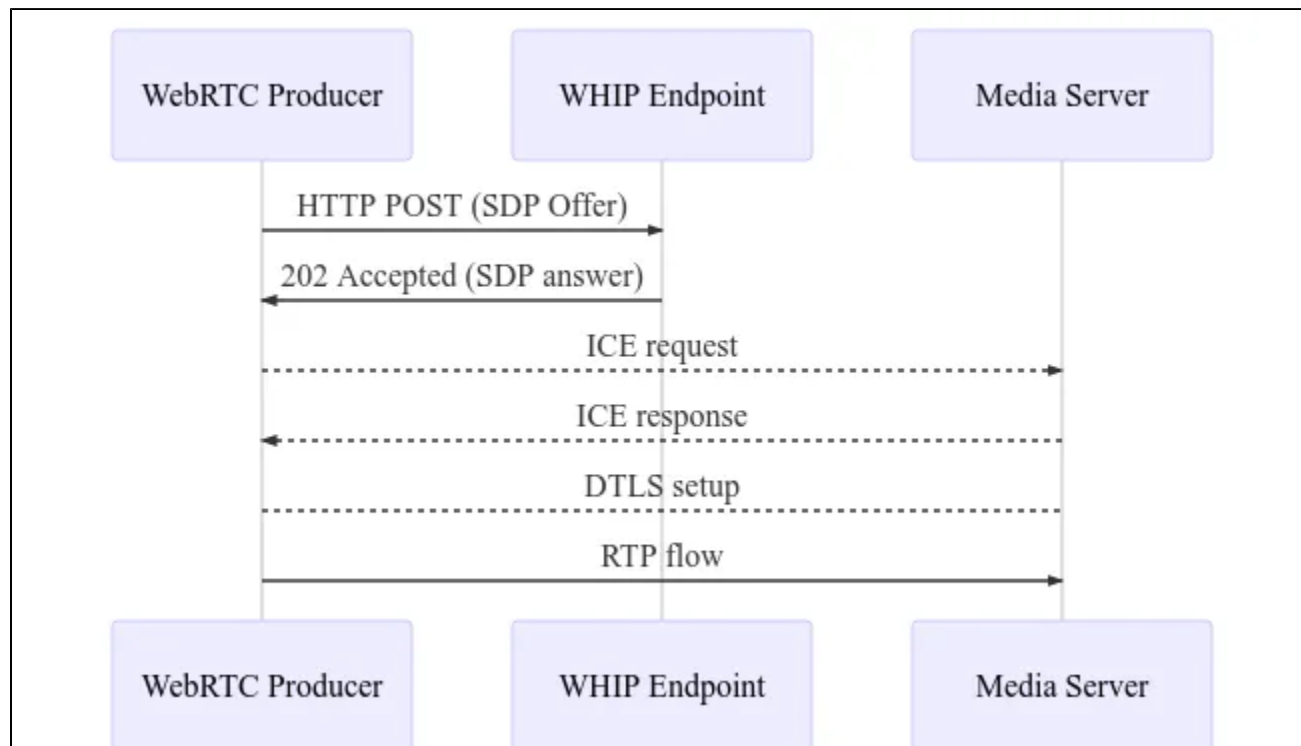 WebRTC Producer
WHIP Endpoint
Media Server
HTTP POST (SDP Offer)
202 Accepted (SDP answer)
ICE request
ICE response
DTLS setup
RTP flow
WebRTC Producer
WHIP Endpoint
Media Server